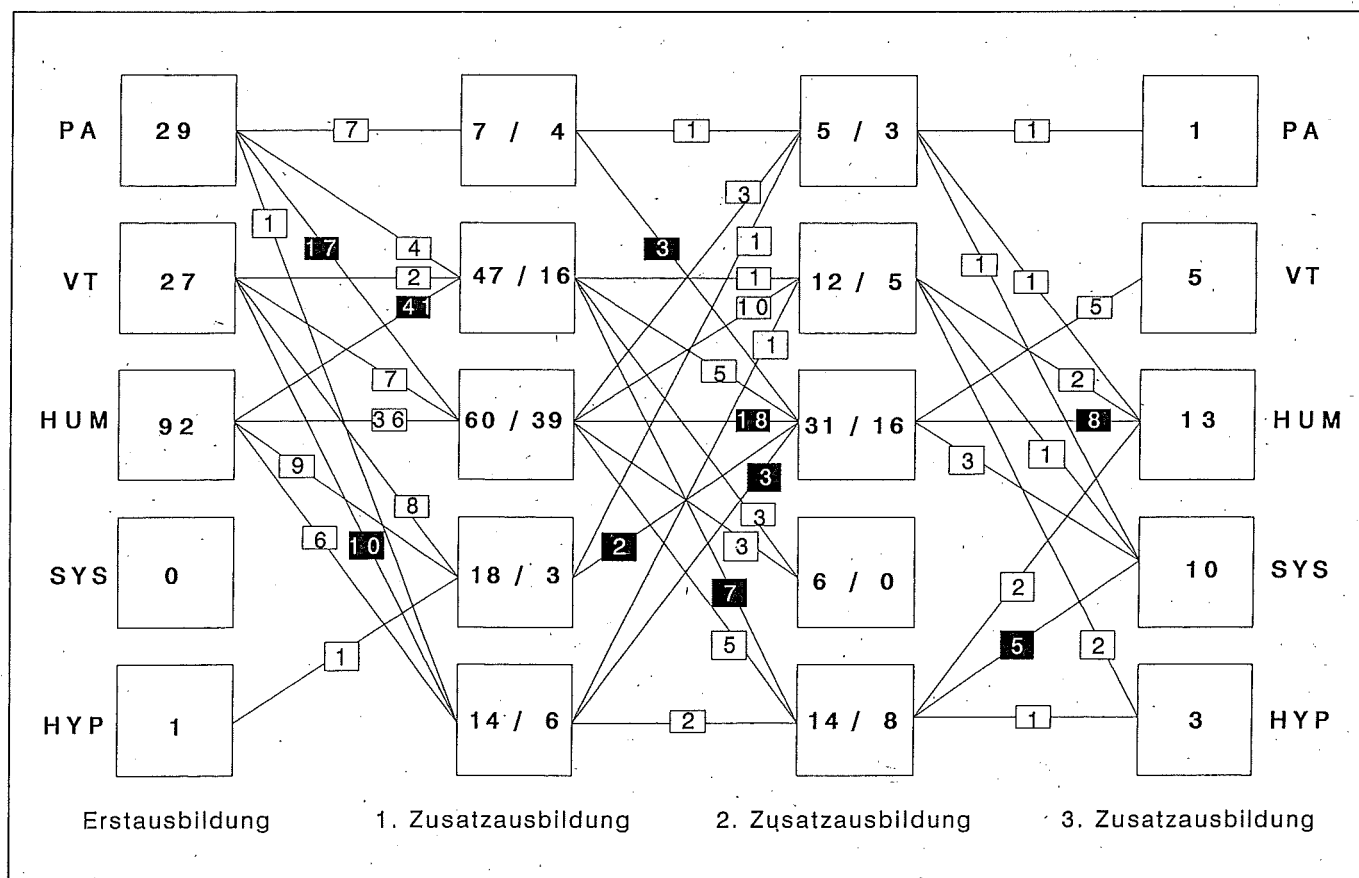 PA 29 7 7 / 4 1 5 / 3 1 1 PA
3
1 1
17 4 3 1 1 1
VT 27 2 47 / 16 1 12 / 5 5 VT
41 10 5
1
7 5 2
HUM 92 36 60 / 39 18 31 / 16 8 13 HUM
9 3 3 1
8 3
6 10 2 3
SYS 0 18 / 3 6 / 0 10 SYS
7 2
1 5 5 2
HYP 1 14 / 6 2 14 / 8 1 3 HYP
Erstausbildung 1. Zusatzausbildung 2. Zusatzausbildung 3. Zusatzausbildung